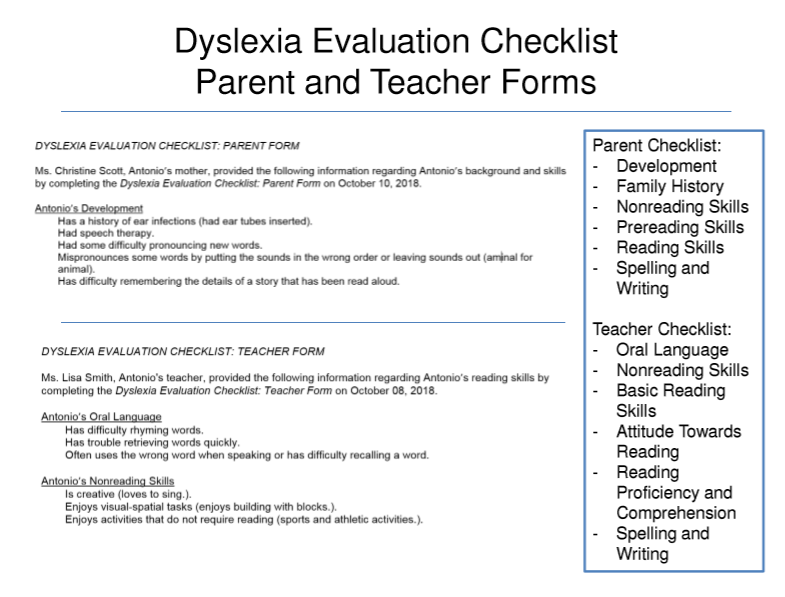 Dyslexia Evaluation Checklist
Parent and Teacher Forms
DYSLEXIA EVALUATION CHECKLIST: PARENT FORM
Ms. Christine Scott, Antonio's mother, provided the following information regarding Antonio's background and skills
by completing the Dyslexia Evaluation Checklist: Parent Form on October 10, 2018.
Antonio's Development
Has a history of ear infections (had ear tubes inserted).
Had speech therapy.
Had some difficulty pronouncing new words.
Mispronounces some words by putting the sounds in the wrong order or leaving sounds out (aminal for
animal).
Has difficulty remembering the details of a story that has been read aloud.
DYSLEXIA EVALUATION CHECKLIST: TEACHER FORM
Ms. Lisa Smith, Antonio's teacher, provided the following information regarding Antonio's reading skills by
completing the Dyslexia Evaluation Checklist: Teacher Form on October 08, 2018.
Antonio's Oral Language
Has difficulty rhyming words.
Has trouble retrieving words quickly.
Often uses the wrong word when speaking or has difficulty recalling a word.
Antonio's Nonreading Skills
Is creative (loves to sing.).
Enjoys visual-spatial tasks (enjoys building with blocks.).
Enjoys activities that do not require reading (sports and athletic activities.).
Parent Checklist:
- Development
- Family History
- Nonreading Skills
- Prereading Skills
- Reading Skills
- Spelling and
Writing
Teacher Checklist:
- Oral Language
- Nonreading Skills
- Basic Reading
Skills
- Attitude Towards
Reading
- Reading
Proficiency and
Comprehension
- Spelling and
Writing